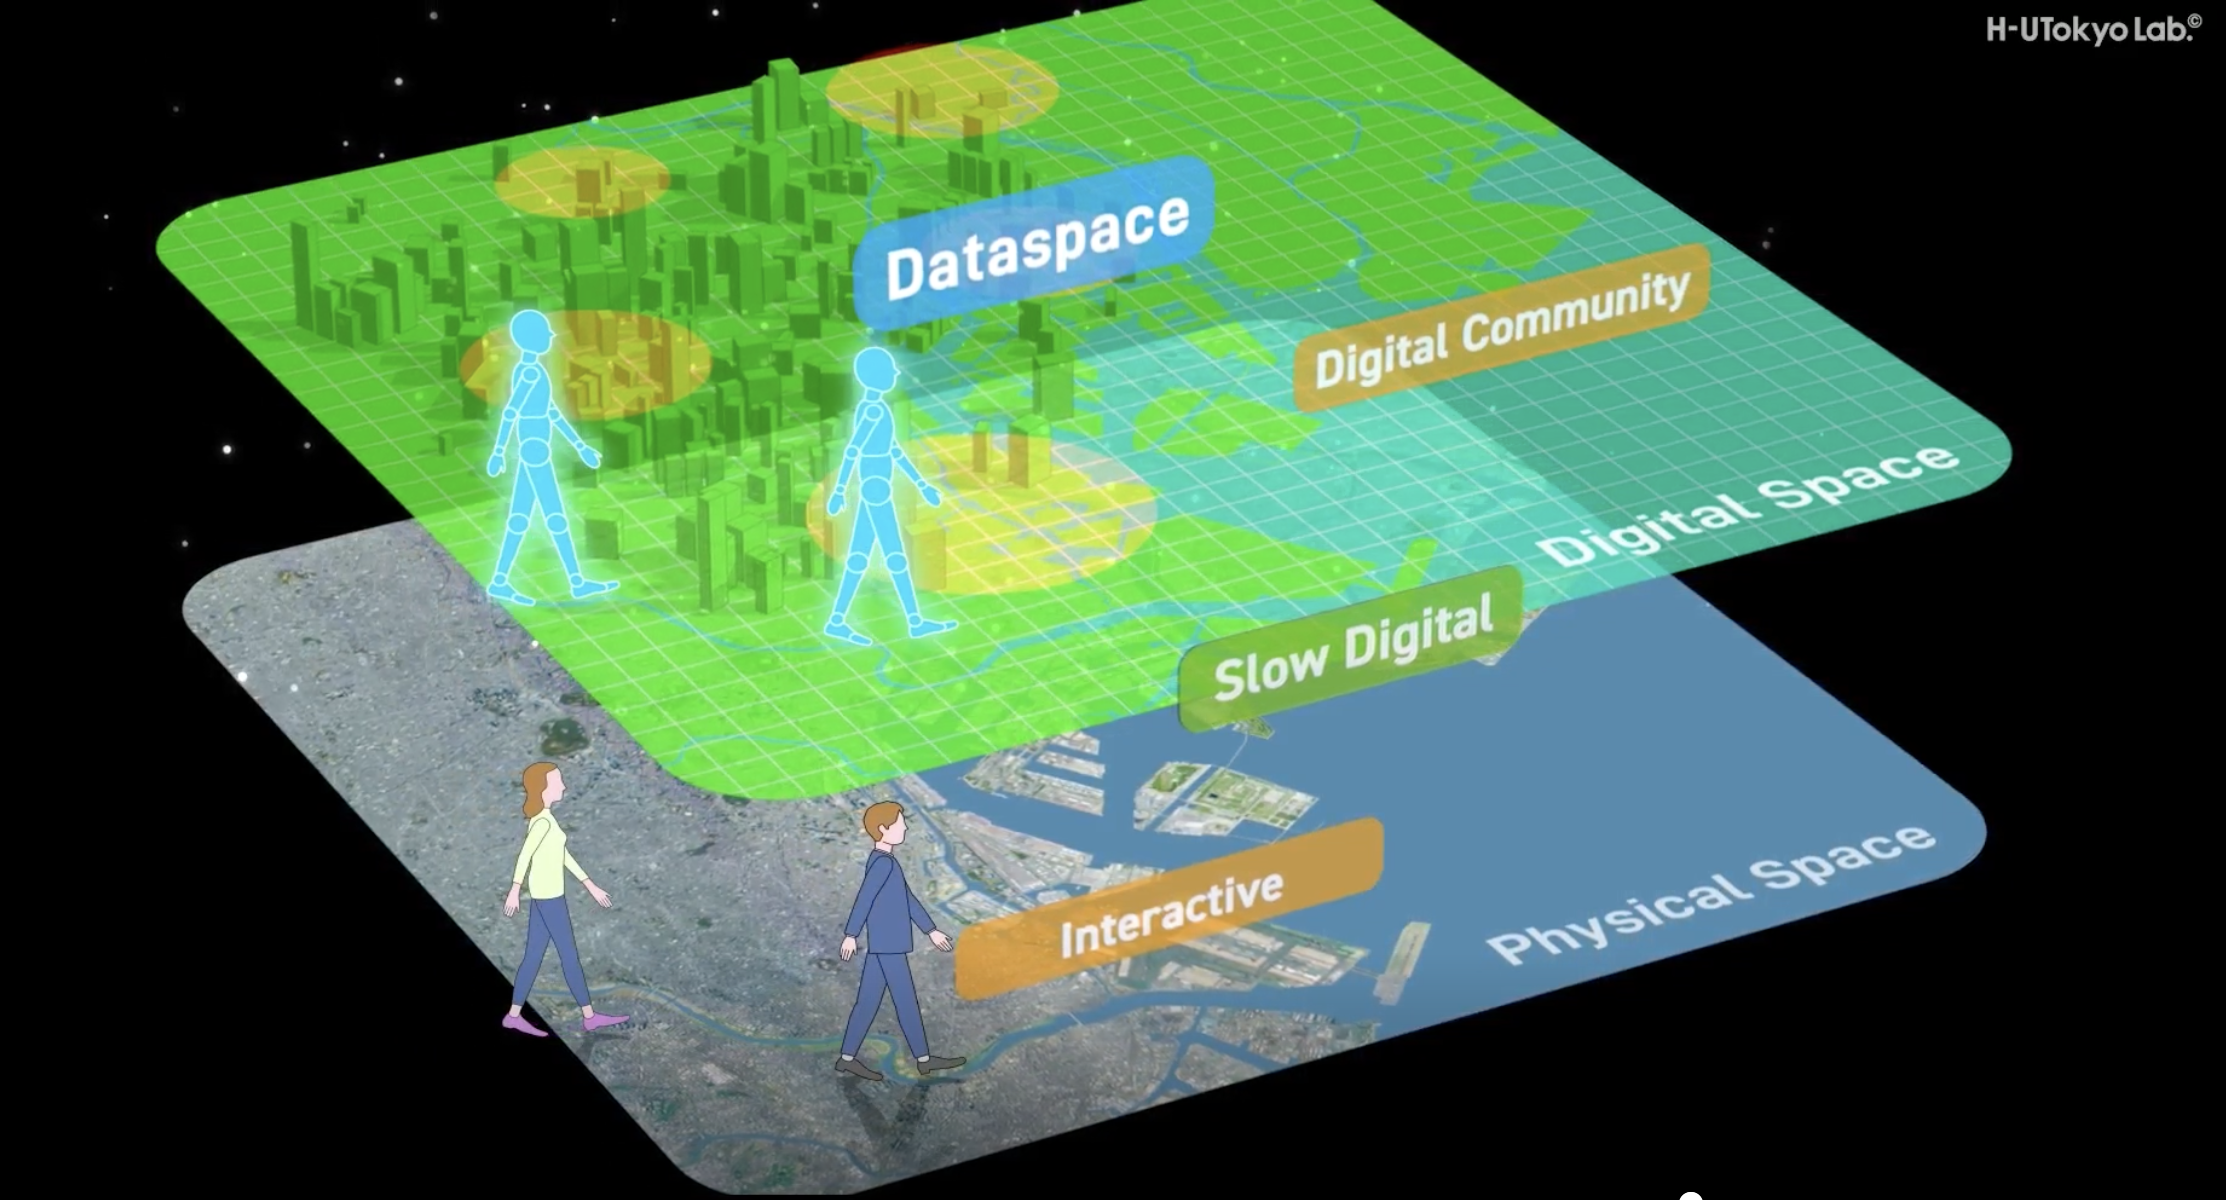 H-UTokyo Lab.©
Dataspace
Digital Community
Digital Space
Slow Digital
Physical Space
Interactive